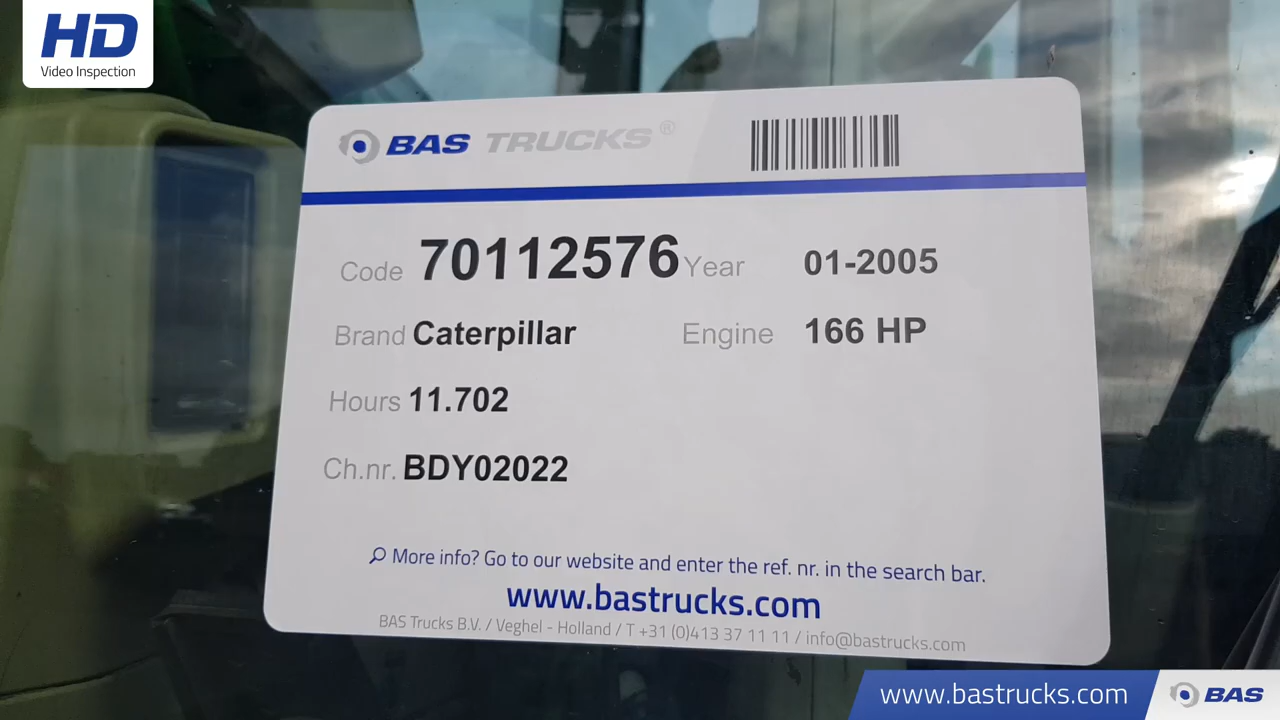 HD
Video Inspection
BAS TRUCKS®
Code 70112576 Year 01-2005
Brand Caterpillar Engine 166 HP
Hours 11.702
Ch.nr. BDY02022
More info? Go to our website and enter the ref. nr. in the search bar.
www.bastrucks.com
BAS Trucks B.V. / Veghel - Holland / T +31 (0)413 37 11 11 / info@bastrucks.com
www.bastrucks.com BAS